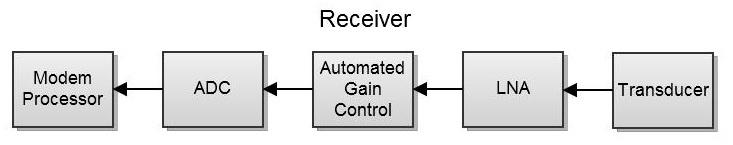 Receiver
Modem
Processor
ADC
Automated
Gain
Control
LNA
Transducer